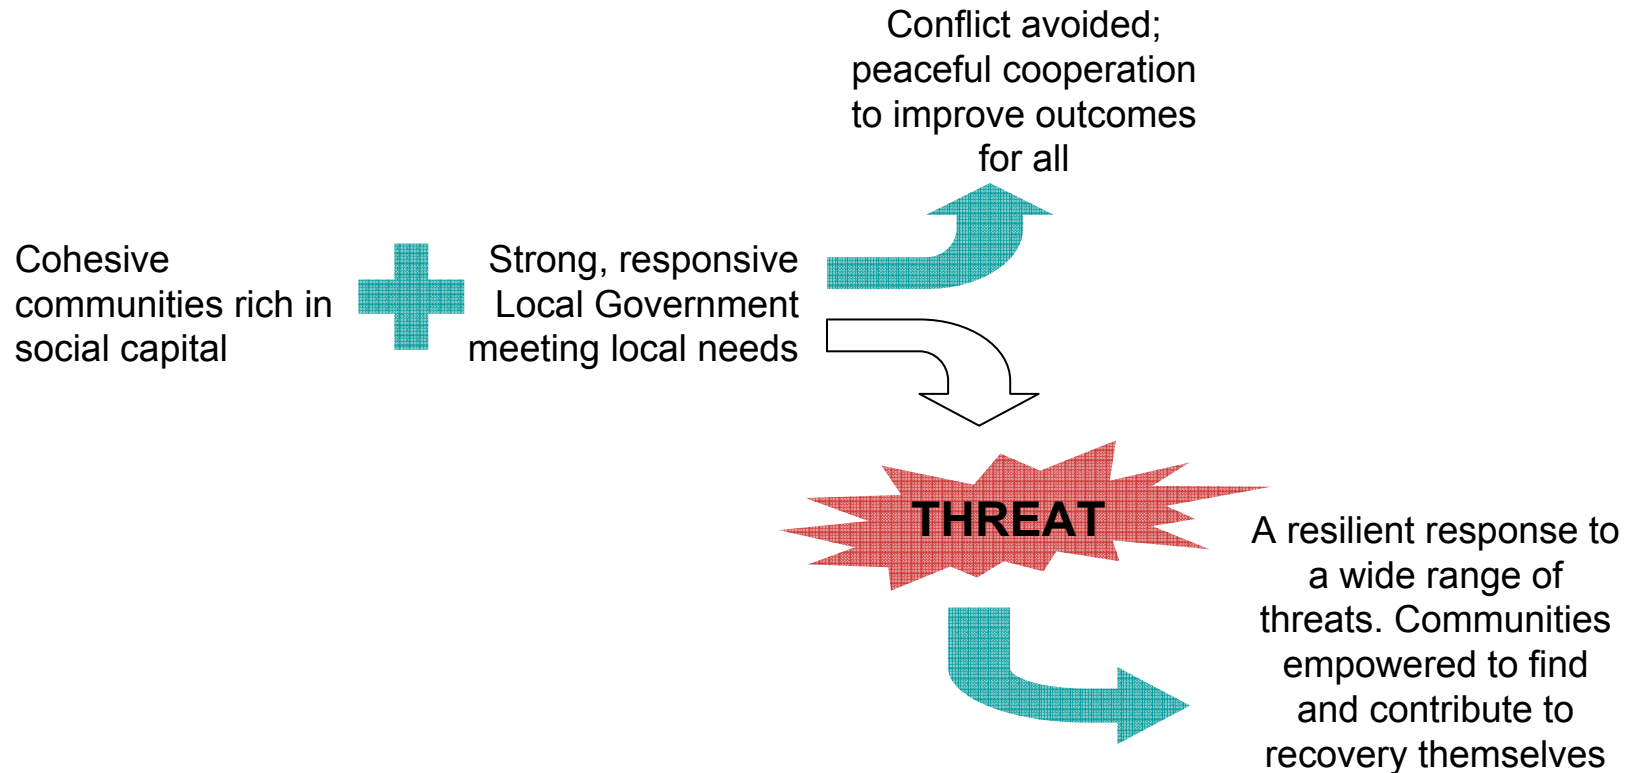 Conflict avoided;
peaceful cooperation
to improve outcomes
for all
Cohesive
communities rich in
social capital
Strong, responsive
Local Government
meeting local needs
THREAT
A resilient response to
a wide range of
threats. Communities
empowered to find
and contribute to
recovery themselves